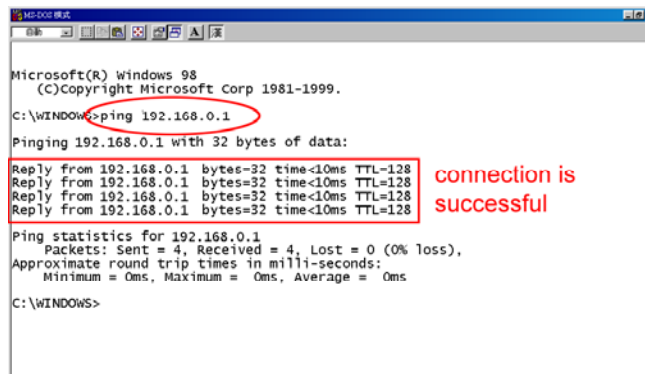 MS-DOS 模式
自動
A 漢
Microsoft(R) Windows 98
(C)Copyright Microsoft Corp 1981-1999.
C:\WINDOWS>ping 192.168.0.1
Pinging 192.168.0.1 with 32 bytes of data:
Reply from 192.168.0.1 bytes=32 time<10ms TTL=128
Reply from 192.168.0.1 bytes=32 time<10ms TTL=128
Reply from 192.168.0.1 bytes=32 time<10ms TTL=128
Reply from 192.168.0.1 bytes=32 time<10ms TTL=128
connection is
successful
Ping statistics for 192.168.0.1
Packets: Sent = 4, Received = 4, Lost = 0 (0% loss),
Approximate round trip times in milli-seconds:
Minimum = 0ms, Maximum = 0ms, Average = 0ms
C:\WINDOWS>